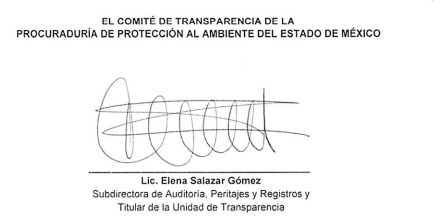 EL COMITÉ DE TRANSPARENCIA DE LA
PROCURADURÍA DE PROTECCIÓN AL AMBIENTE DEL ESTADO DE MÉXICO
Lic. Elena Salazar Gómez
Subdirectora de Auditoría, Peritajes y Registros y
Titular de la Unidad de Transparencia